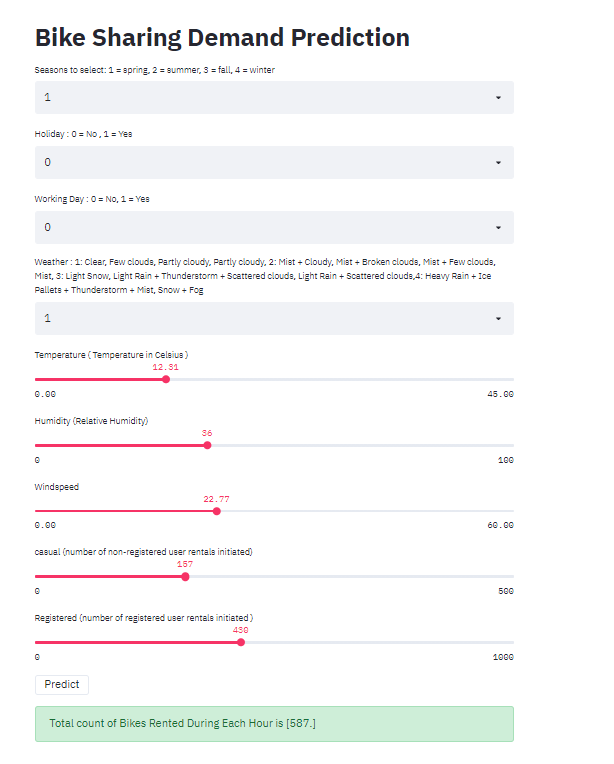 Bike Sharing Demand Prediction
Seasons to select: 1 = spring, 2 = summer, 3 = fall, 4 = winter
1
Holiday : 0 = No , 1 = Yes
0
Working Day : 0 = No, 1 = Yes
0
Weather : 1: Clear, Few clouds, Partly cloudy, Partly cloudy, 2: Mist + Cloudy, Mist + Broken clouds, Mist + Few clouds,
Mist, 3: Light Snow, Light Rain + Thunderstorm + Scattered clouds, Light Rain + Scattered clouds,4: Heavy Rain + Ice
Pallets + Thunderstorm + Mist, Snow + Fog
1
Temperature ( Temperature in Celsius )
12.31
0.00 45.00
Humidity (Relative Humidity)
36
0 100
Windspeed
22.77
0.00 60.00
casual (number of non-registered user rentals initiated)
157
0 500
Registered (number of registered user rentals initiated )
430
0 1000
Predict
Total count of Bikes Rented During Each Hour is [587.]